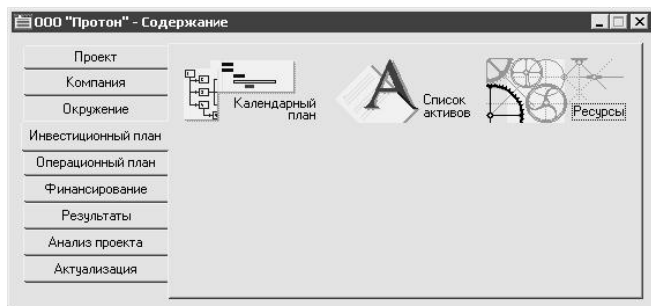 ООО "Протон" - Содержание
Проект
Компания
Окружение
Инвестиционный план
Операционный план
Финансирование
Результаты
Анализ проекта
Актуализация
Календарный
план
Список
активов
Ресурсы